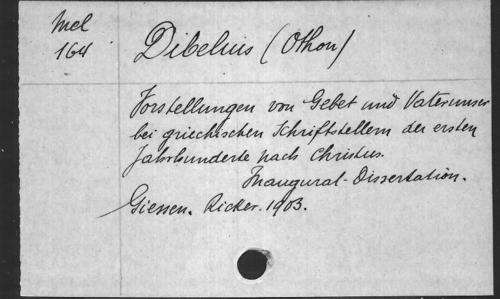 Mel
164
Dibelius (Othon)
Vorstellungen von Gebet und Vaterunser
bei griechischen Schriftstellern der ersten
Jahrhunderte nach Christus.
Inaugural-Dissertation.
Giessen. Ricker. 1903.